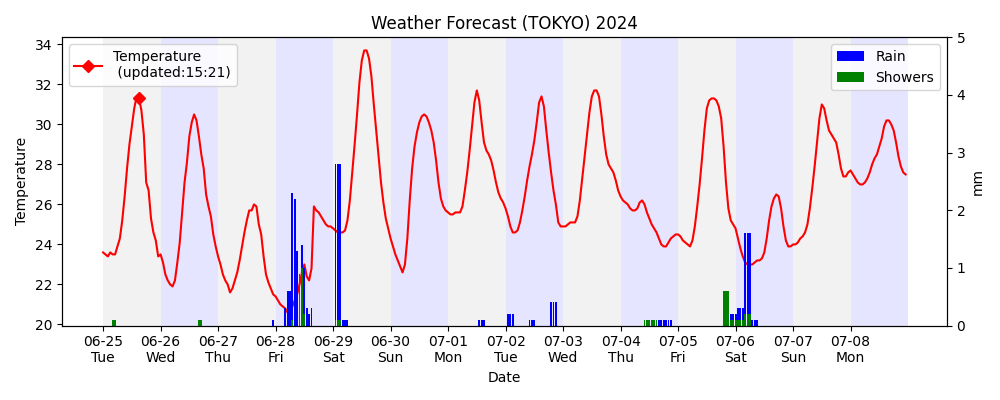 Weather Forecast (TOKYO) 2024
Temperature
(updated:15:21)
Rain
Showers
Temperature
34
32
30
28
26
24
22
20
5
4
3
2
1
0
mm
06-25 06-26 06-27 06-28 06-29 06-30 07-01 07-02 07-03 07-04 07-05 07-06 07-07 07-08
Tue Wed Thu Fri Sat Sun Mon Tue Wed Thu Fri Sat Sun Mon
Date